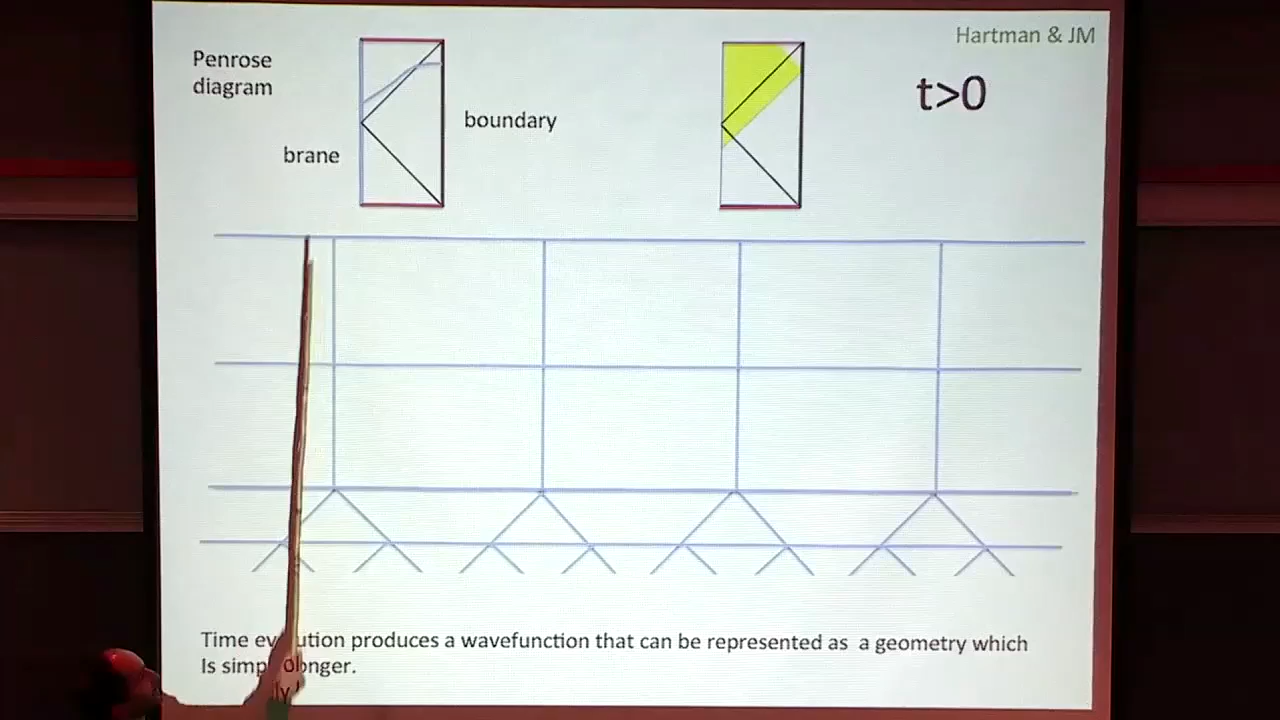 Hartman & JM
Penrose
diagram
t>0
boundary
brane
Time ev ution produces a wavefunction that can be represented as a geometry which
Is simp longer.